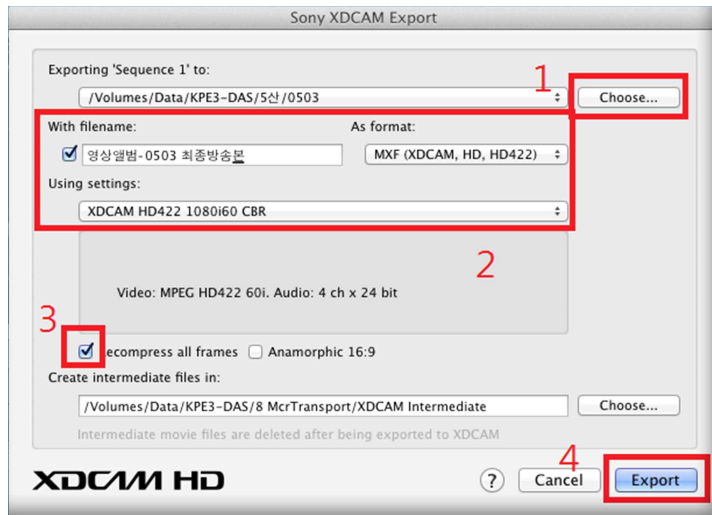 Sony XDCAM Export
Exporting 'Sequence 1' to:
1
/Volumes/Data/KPE3-DAS/5산/0503
Choose...
With filename:
As format:
영상앨범-0503 최종방송본
MXF (XDCAM, HD, HD422)
Using settings:
XDCAM HD422 1080i60 CBR
2
Video: MPEG HD422 60i. Audio: 4 ch x 24 bit
3
ecompress all frames
Anamorphic 16:9
Create intermediate files in:
/Volumes/Data/KPE3-DAS/8 McrTransport/XDCAM Intermediate
Choose...
Intermediate movie files are deleted after being exported to XDCAM
4
XDCAM HD
?
Cancel
Export